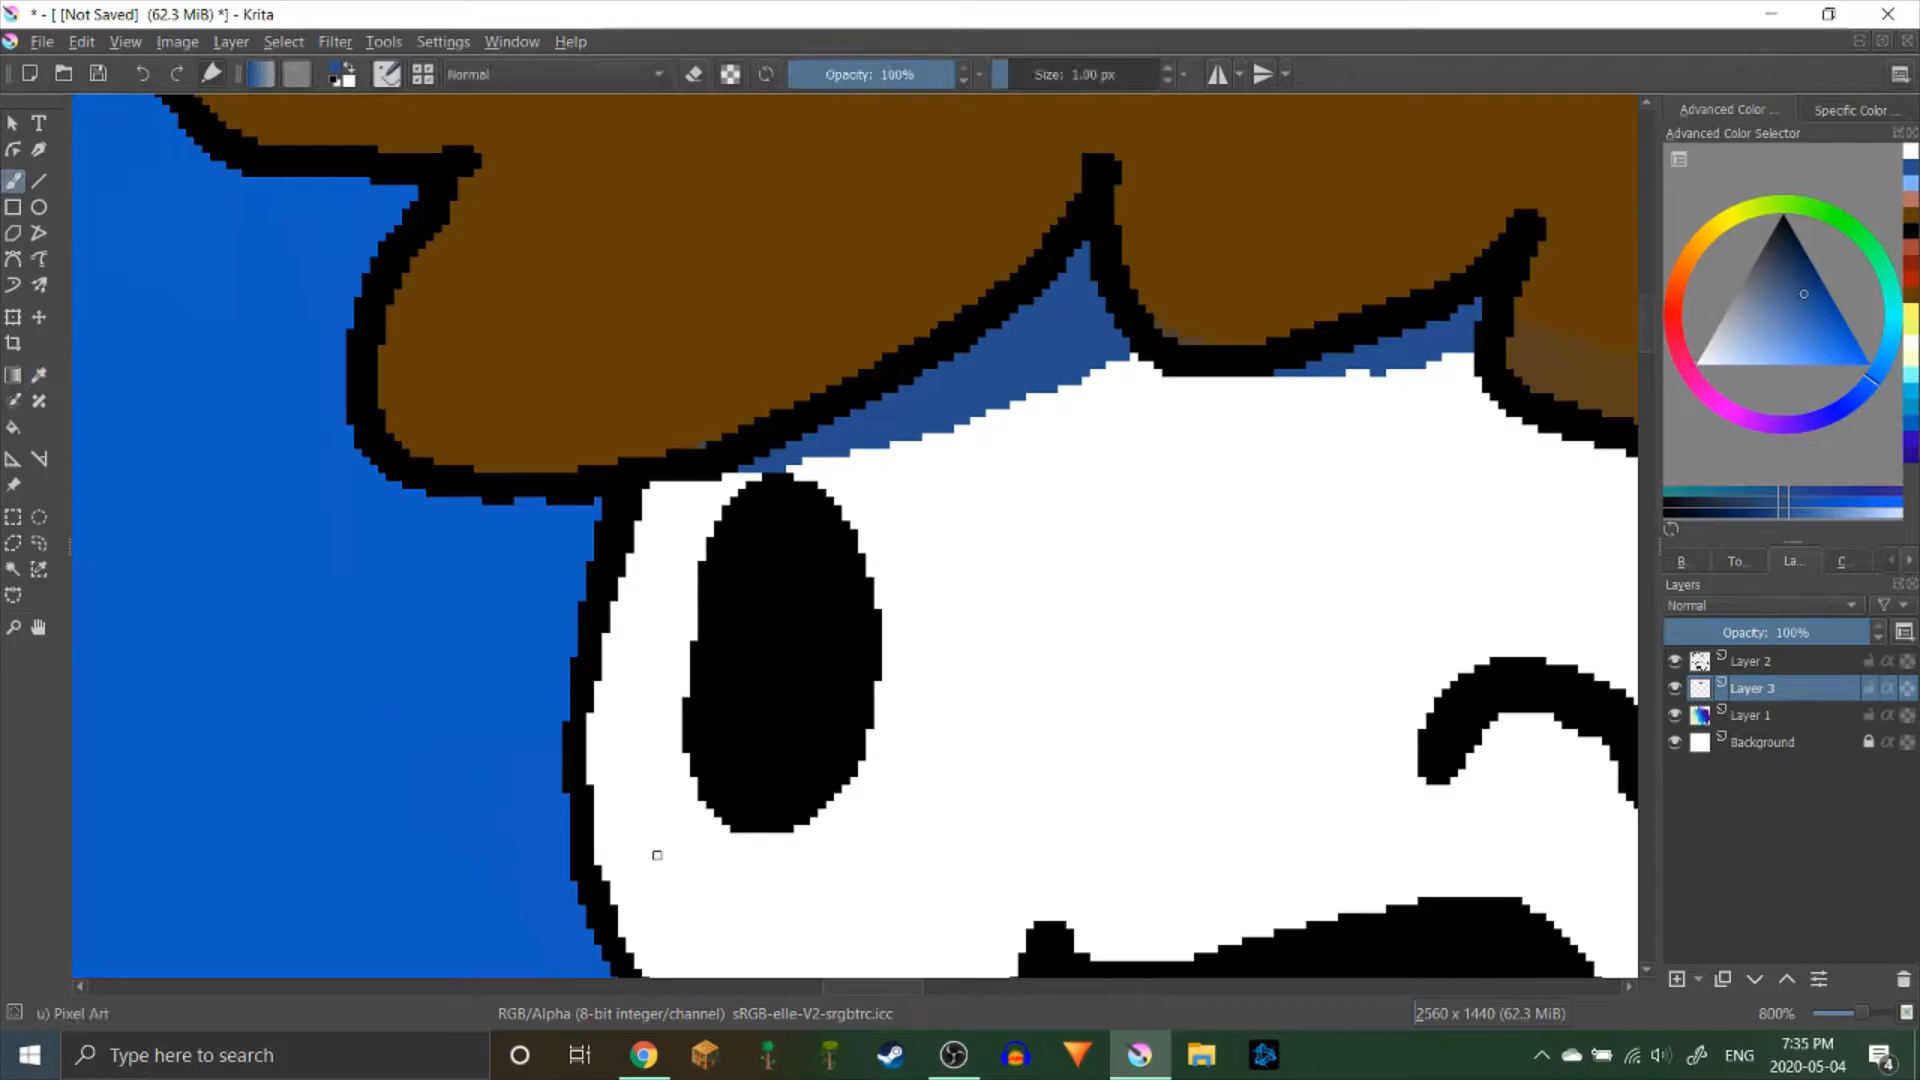 * - [ [Not Saved]  (62.3 MiB) *] - Krita
File Edit View Image Layer Select Filter Tools Settings Window Help
Normal Opacity: 100% Size: 1.00 px
Advanced Color ... Specific Color ...
Advanced Color Selector
B... To... La... C...
Layers
Normal
Opacity: 100%
Layer 2
Layer 3
Layer 1
Background
u) Pixel Art RGB/Alpha (8-bit integer/channel) sRGB-elle-V2-srgbtrc.icc 2560 x 1440 (62.3 MiB) 800%
Type here to search ENG 7:35 PM
2020-05-04 4